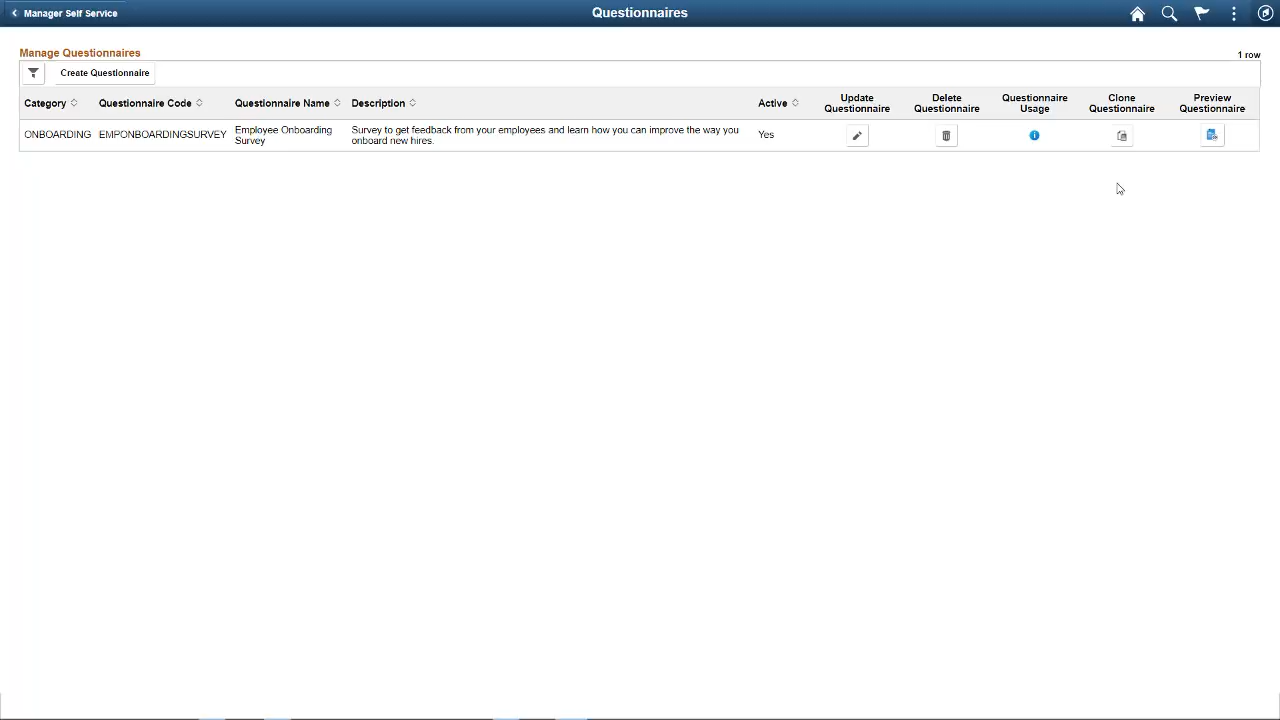 Manager Self Service
Questionnaires
Manage Questionnaires
1 row
Create Questionnaire
Category
Questionnaire Code
Questionnaire Name
Description
Active
Update
Questionnaire
Delete
Questionnaire
Questionnaire
Usage
Clone
Questionnaire
Preview
Questionnaire
ONBOARDING
EMPONBOARDINGSURVEY
Employee Onboarding
Survey
Survey to get feedback from your employees and learn how you can improve the way you
onboard new hires.
Yes